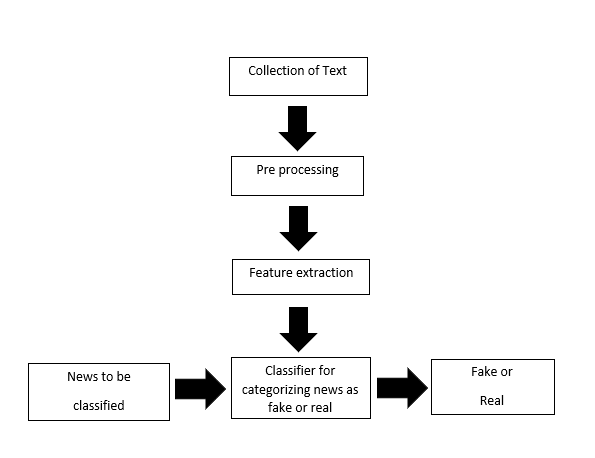 Collection of Text
Pre processing
Feature extraction
News to be
classified
Classifier for
categorizing news as
fake or real
Fake or
Real